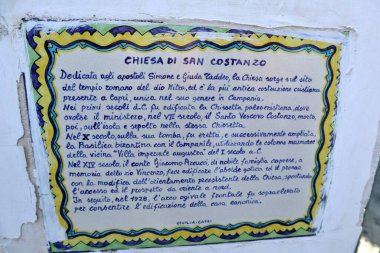 CHIESA DI SAN COSTANZO
Dedicata agli apostoli Simone e Giuda Taddeo, la Chiesa sorge sul sito
del tempio romano del dio Mitra, ed e' la più antica costruzione cristiana
presente a Capri, unica nel suo genere in Campania.
Nei primi secoli d.C. fu edificata la Chiesetta paleocristiana, dove
svolse il ministero, nel VII secolo, il Santo Vescovo Costanzo, morto,
poi, sull'isola e sepolto nella stessa Chiesetta.
Nel X secolo, sulla sua tomba, fu eretta, e successivamente ampliata,
la Basilica bizantina con il campanile, utilizzando le colonne marmoree
della vicina "Villa imperiale augustea" del I secolo a.C.
Nel XIV secolo, il conte Giacomo Arcucci, di nobile famiglia caprese, a
memoria dello zio Vincenzo, fece edificare l'abside gotica ed il pronao
con la modifica dell'orientamento preesistente della Chiesa, spostando
l'accesso ed il prospetto da oriente a nord.
In seguito, nel 1928, l'arco ogivale frontale fu sopraelevato
per consentire l'edificazione della casa canonica.
CECILIA-CAPRI